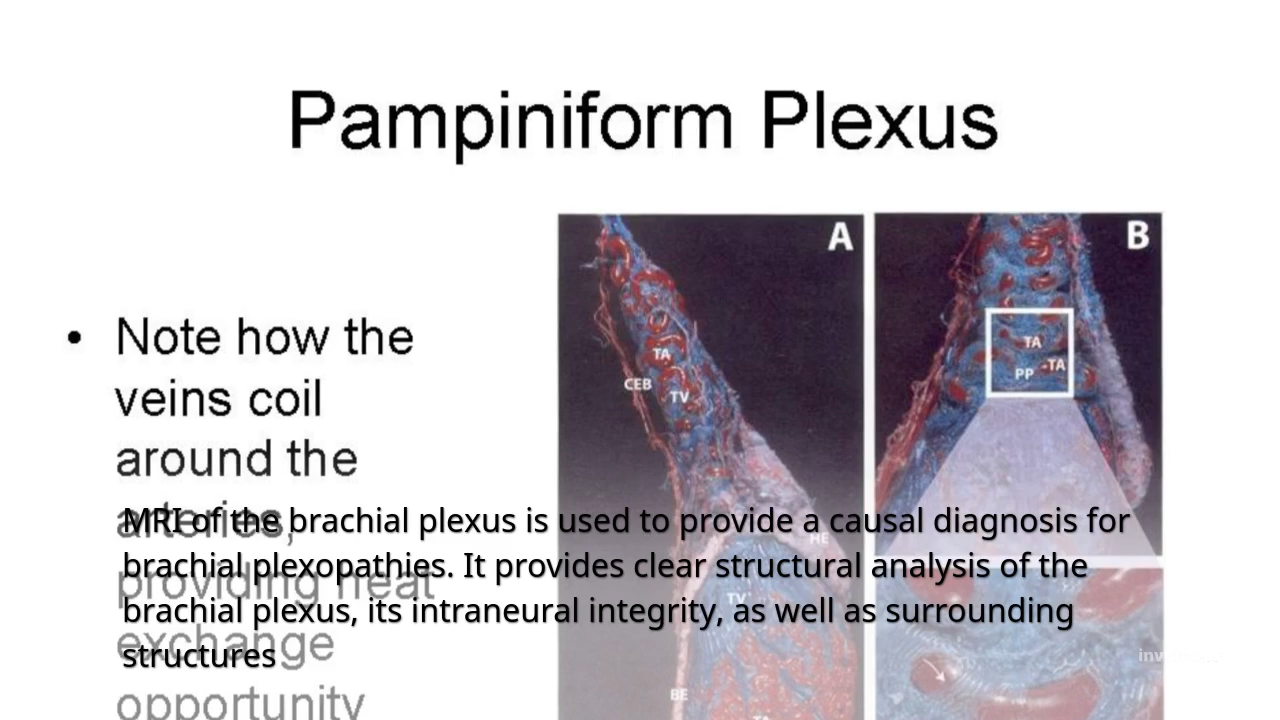 Pampiniform Plexus
A
B
• Note how the
veins coil
around the
arteries,
providing heat
exchange
opportunity
TA
CEB
TV
TA
TA
PP
HE
TV
BE
MRI of the brachial plexus is used to provide a causal diagnosis for
brachial plexopathies. It provides clear structural analysis of the
brachial plexus, its intraneural integrity, as well as surrounding
structures